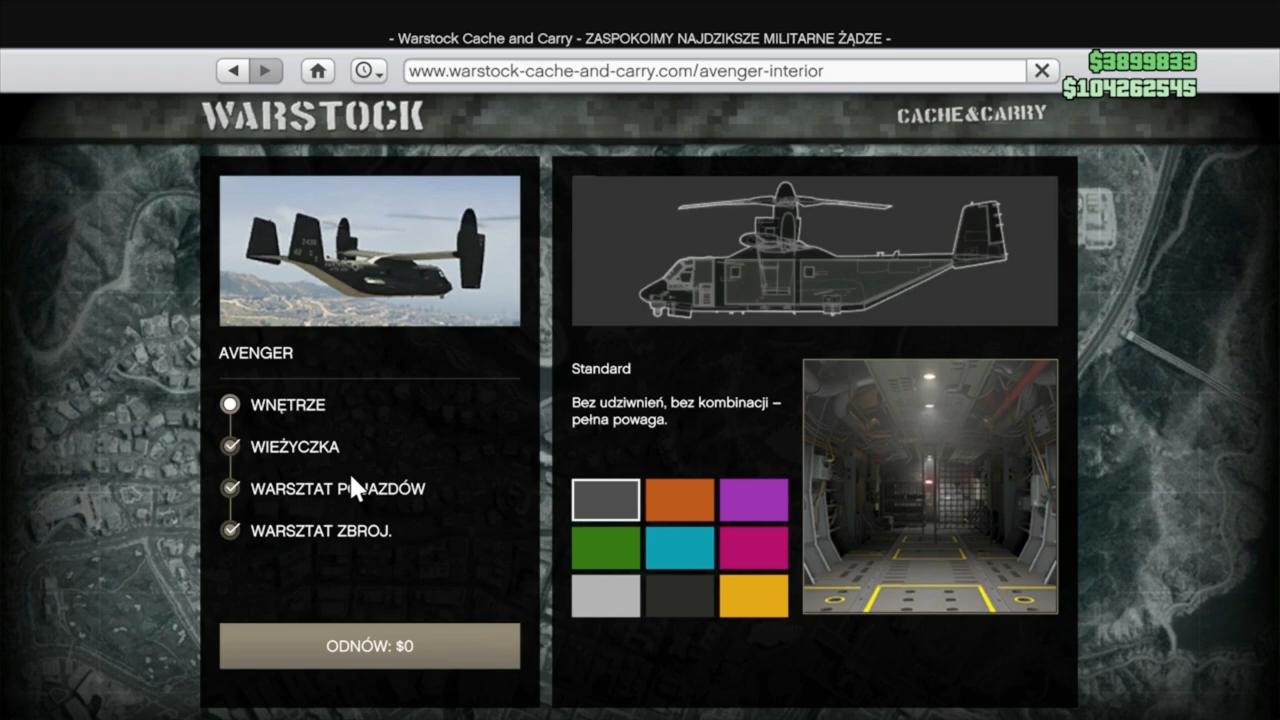 - Warstock Cache and Carry - ZASPOKOIMY NAJDZIKSZE MILITARNE ŻĄDZE -
www.warstock-cache-and-carry.com/avenger-interior
$3899833
$104262545
WARSTOCK
CACHE&CARRY
AVENGER
WNĘTRZE
WIEŻYCZKA
WARSZTAT POJAZDÓW
WARSZTAT ZBROJ.
ODNÓW: $0
Standard
Bez udziwnień, bez kombinacji –
pełna powaga.